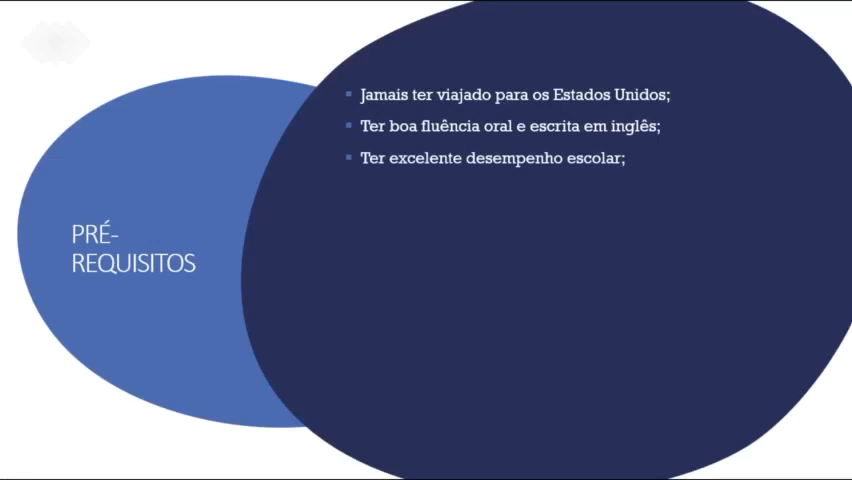 PRÉ-
REQUISITOS
Jamais ter viajado para os Estados Unidos;
Ter boa fluência oral e escrita em inglês;
Ter excelente desempenho escolar;